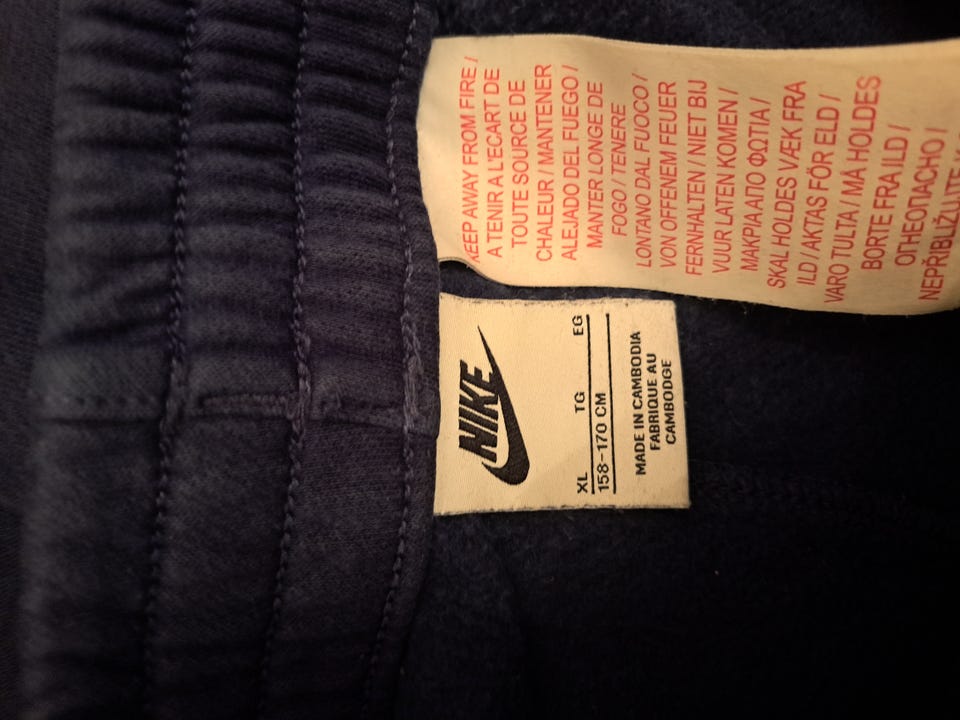 KEEP AWAY FROM FIRE /
A TENIR A L'ECART DE
TOUTE SOURCE DE
CHALEUR / MANTENER
ALEJADO DEL FUEGO /
MANTER LONGE DE
FOGO / TENERE
LONTANO DAL FUOCO /
VON OFFENEM FEUER
FERNHALTEN / NIET BIJ
VUUR LATEN KOMEN /
ΜΑΚΡΙΑ ΑΠΟ ΦΩΤΙΑ /
SKAL HOLDES VÆK FRA
ILD / AKTAS FÖR ELD /
VARO TULTA / MÅ HOLDES
BORTE FRA ILD /
ОТНЕОПАСНО /
NEPŘIBLIŽUJTE
NIKE
XL TG EG
158-170 CM
MADE IN CAMBODIA
FABRIQUE AU
CAMBODGE